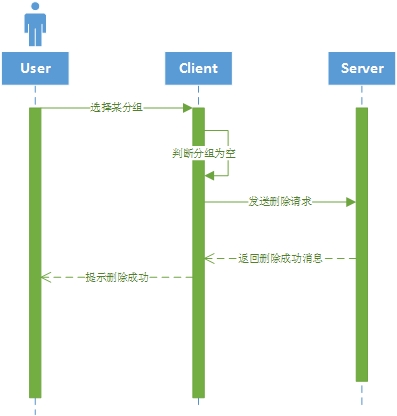 User
Client
Server
选择某分组
判断分组为空
发送删除请求
返回删除成功消息
提示删除成功